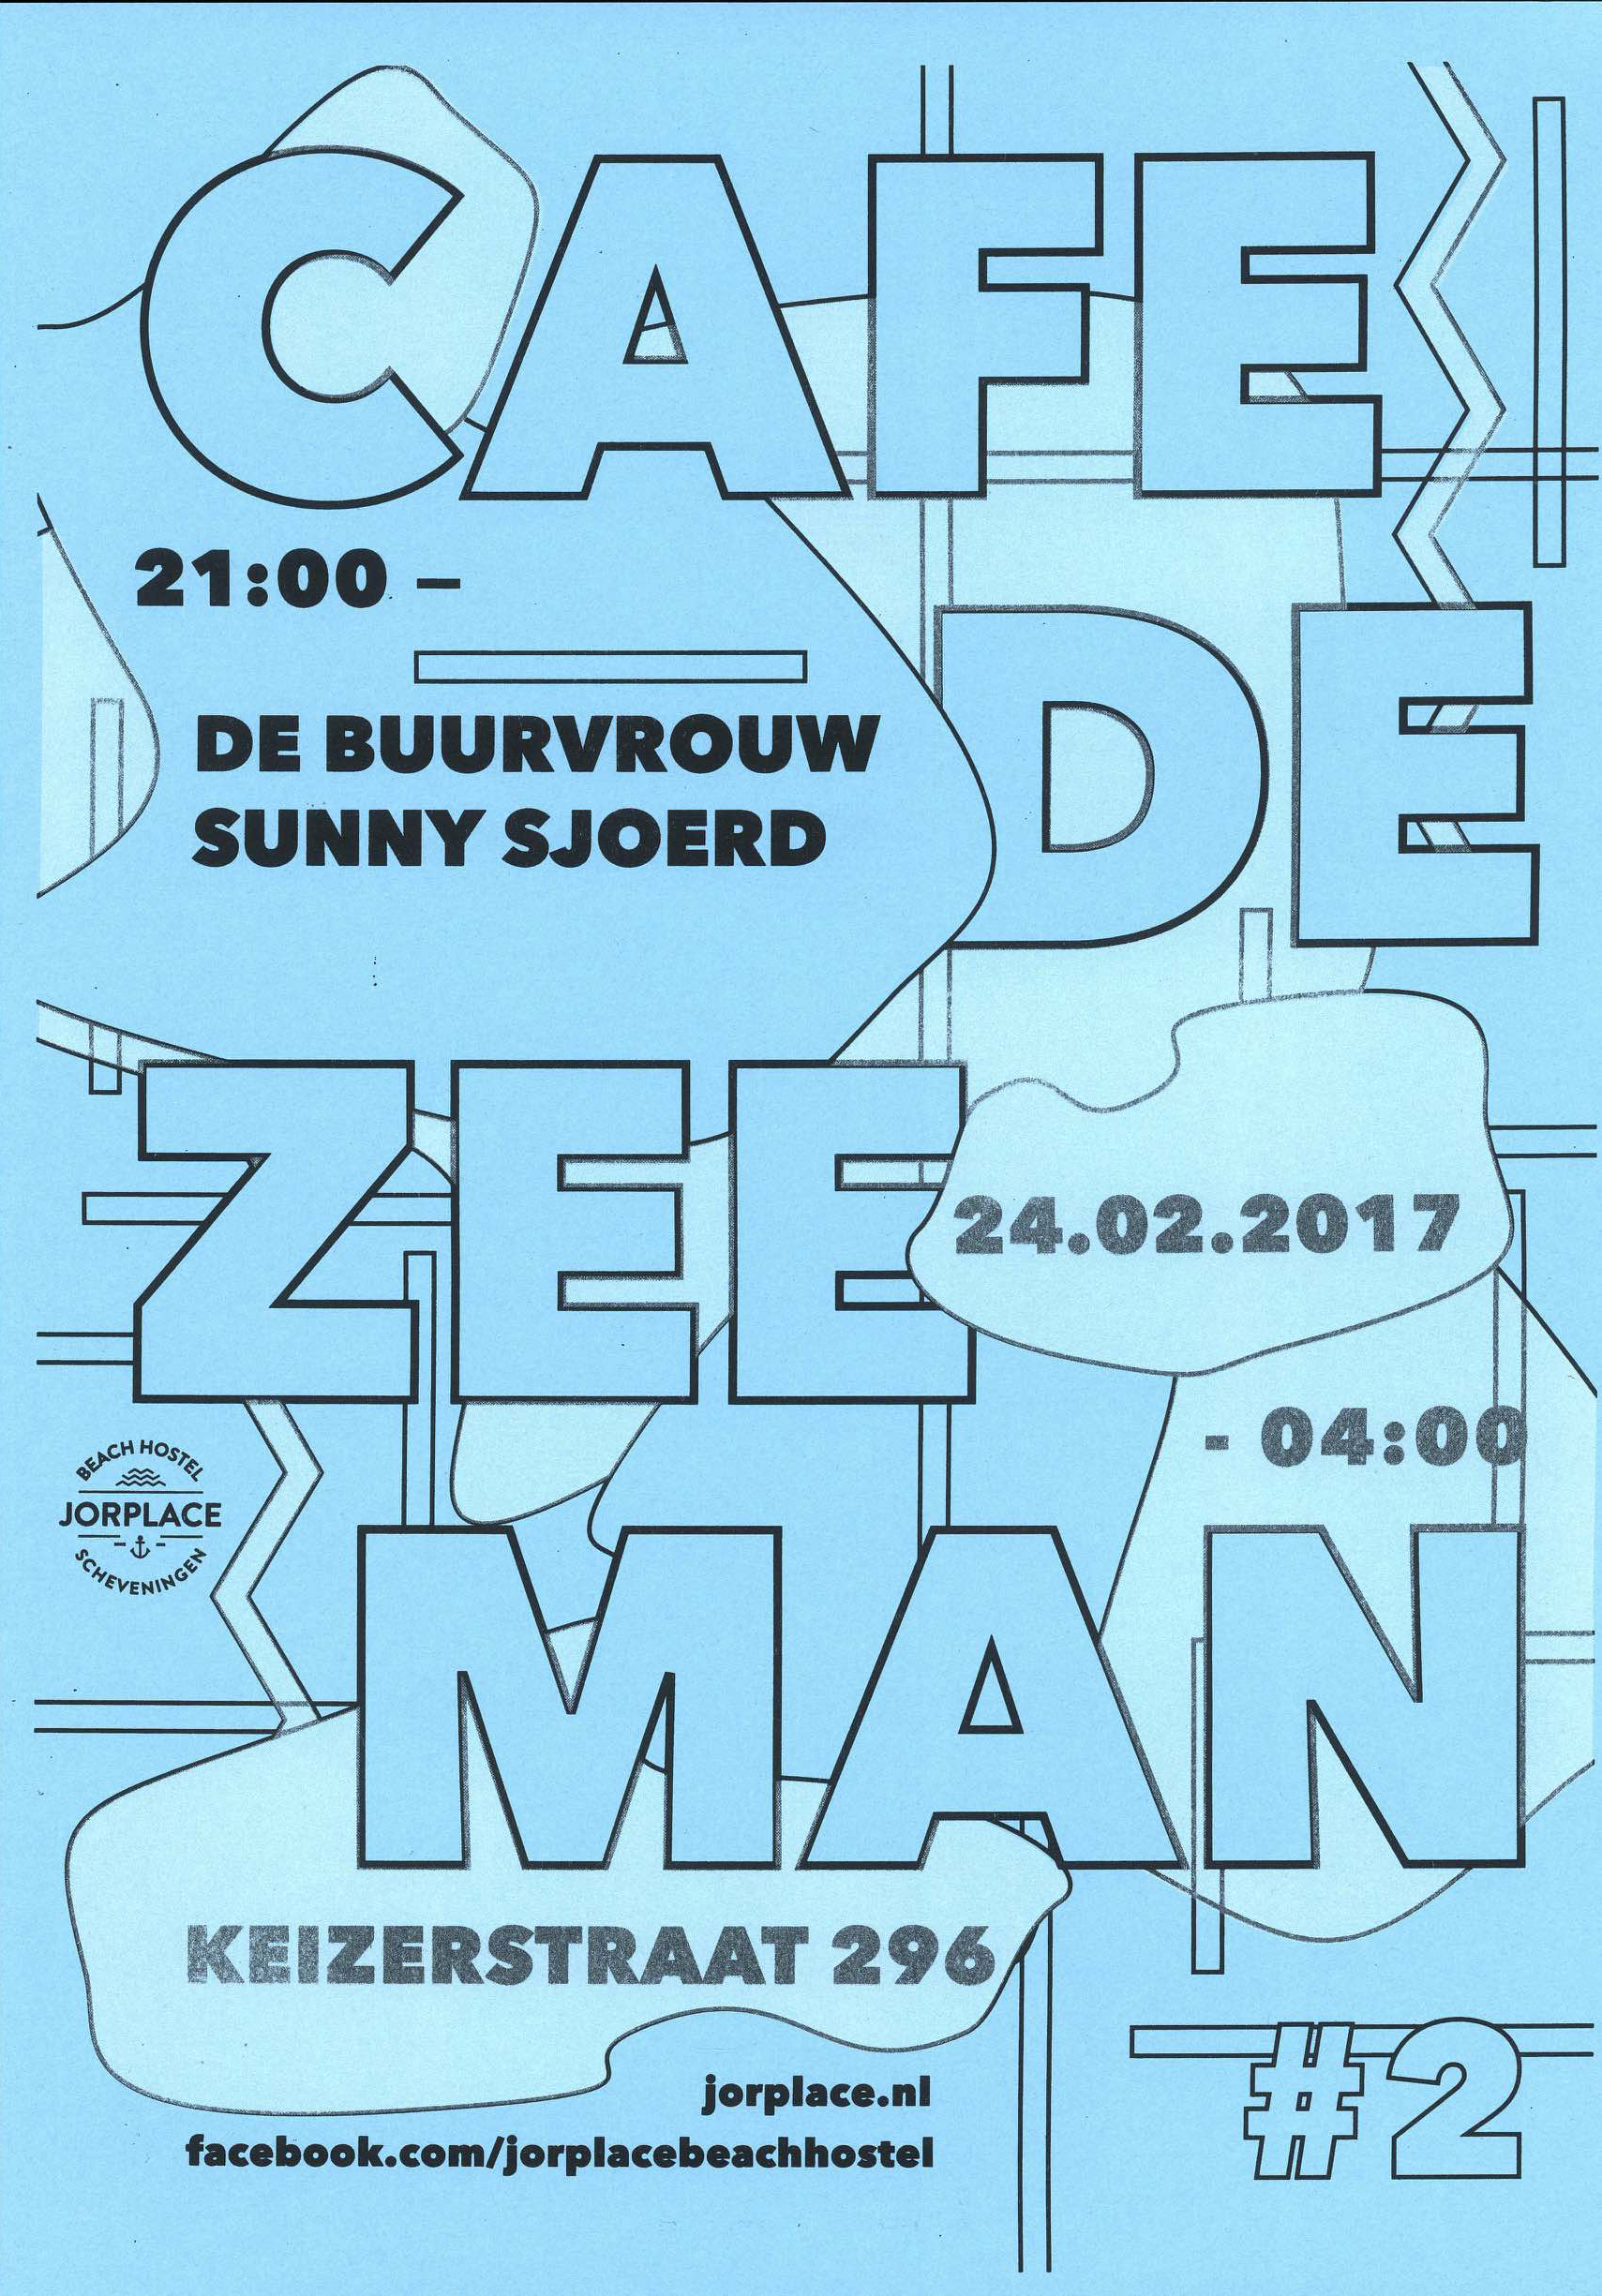 CAFE
21:00 –
DE
DE BUURVROUW
SUNNY SJOERD
ZEE
24.02.2017
- 04:00
BEACH HOSTEL
JORPLACE
SCHEVENINGEN
MAN
KEIZERSTRAAT 296
jorplace.nl
facebook.com/jorplacebeachhostel
#2